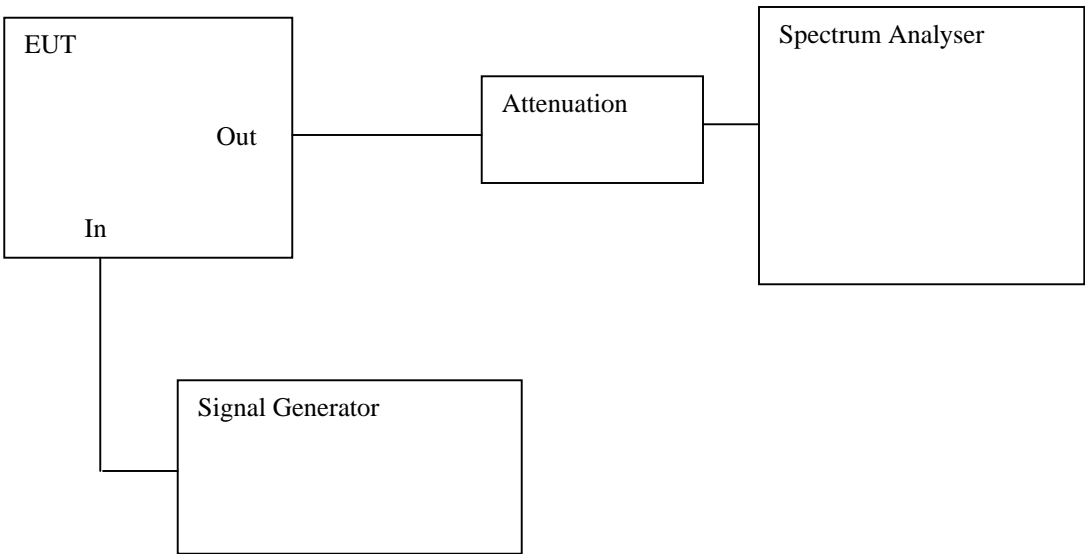 EUT
Spectrum Analyser
Attenuation
Out
In
Signal Generator